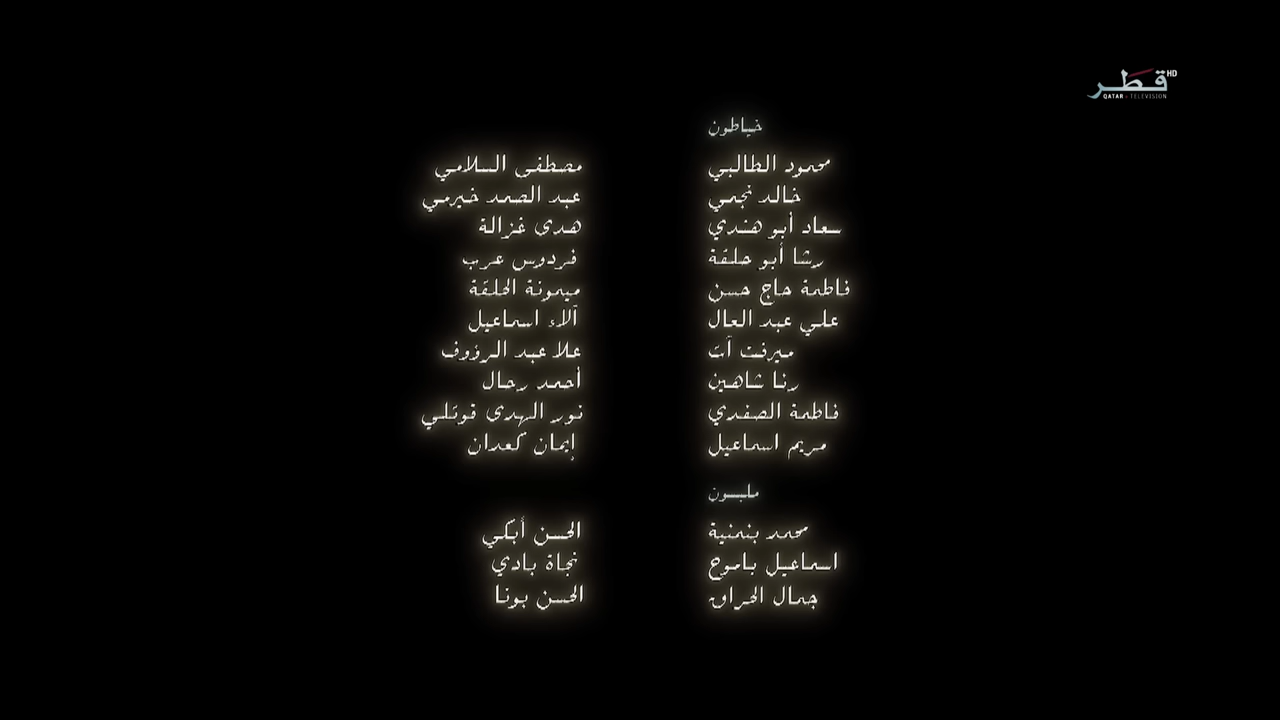 قطر HD
QATAR - TELEVISION
خياطون
محمود الطالبي
مصطفى السلامي
خالد نجمي
عبد الصمد خيرمي
سعاد أبو هندي
هدى غزالة
رشا أبو حلقة
فردوس عرب
فاطمة حاج حسن
ميمونة الحلقة
علي عبد العال
آلاء اسماعيل
ميرفت آت
علا عبد الرؤوف
رنا شاهين
أحمد رحال
فاطمة الصفدي
نور الهدى قوتلي
مريم اسماعيل
إيمان كعدان
ملبسون
محمد بنمنية
الحسن أبكي
اسماعيل باموح
نجاة بادي
جمال الحراق
الحسن بونا